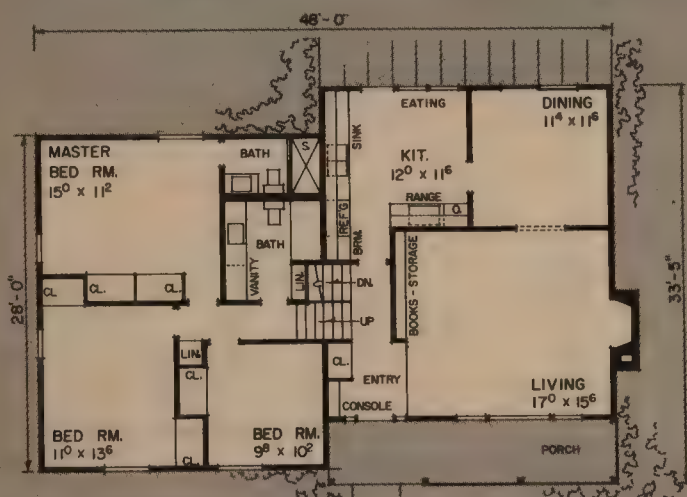 48'-0"
EATING
DINING
11⁴ x 11⁶
MASTER
BED RM.
15⁰ x 11²
BATH
S.
SINK
KIT.
12⁰ x 11⁶
RANGE
O.
REF'G
BRM.
BATH
VANITY
LIN.
DN.
UP
BOOKS - STORAGE
CL.
CL.
CL.
28'-0"
33'-5"
LIN.
CL.
CL.
CL.
ENTRY
CONSOLE
LIVING
17⁰ x 15⁶
BED RM.
11⁰ x 13⁶
BED RM.
9⁸ x 10²
PORCH